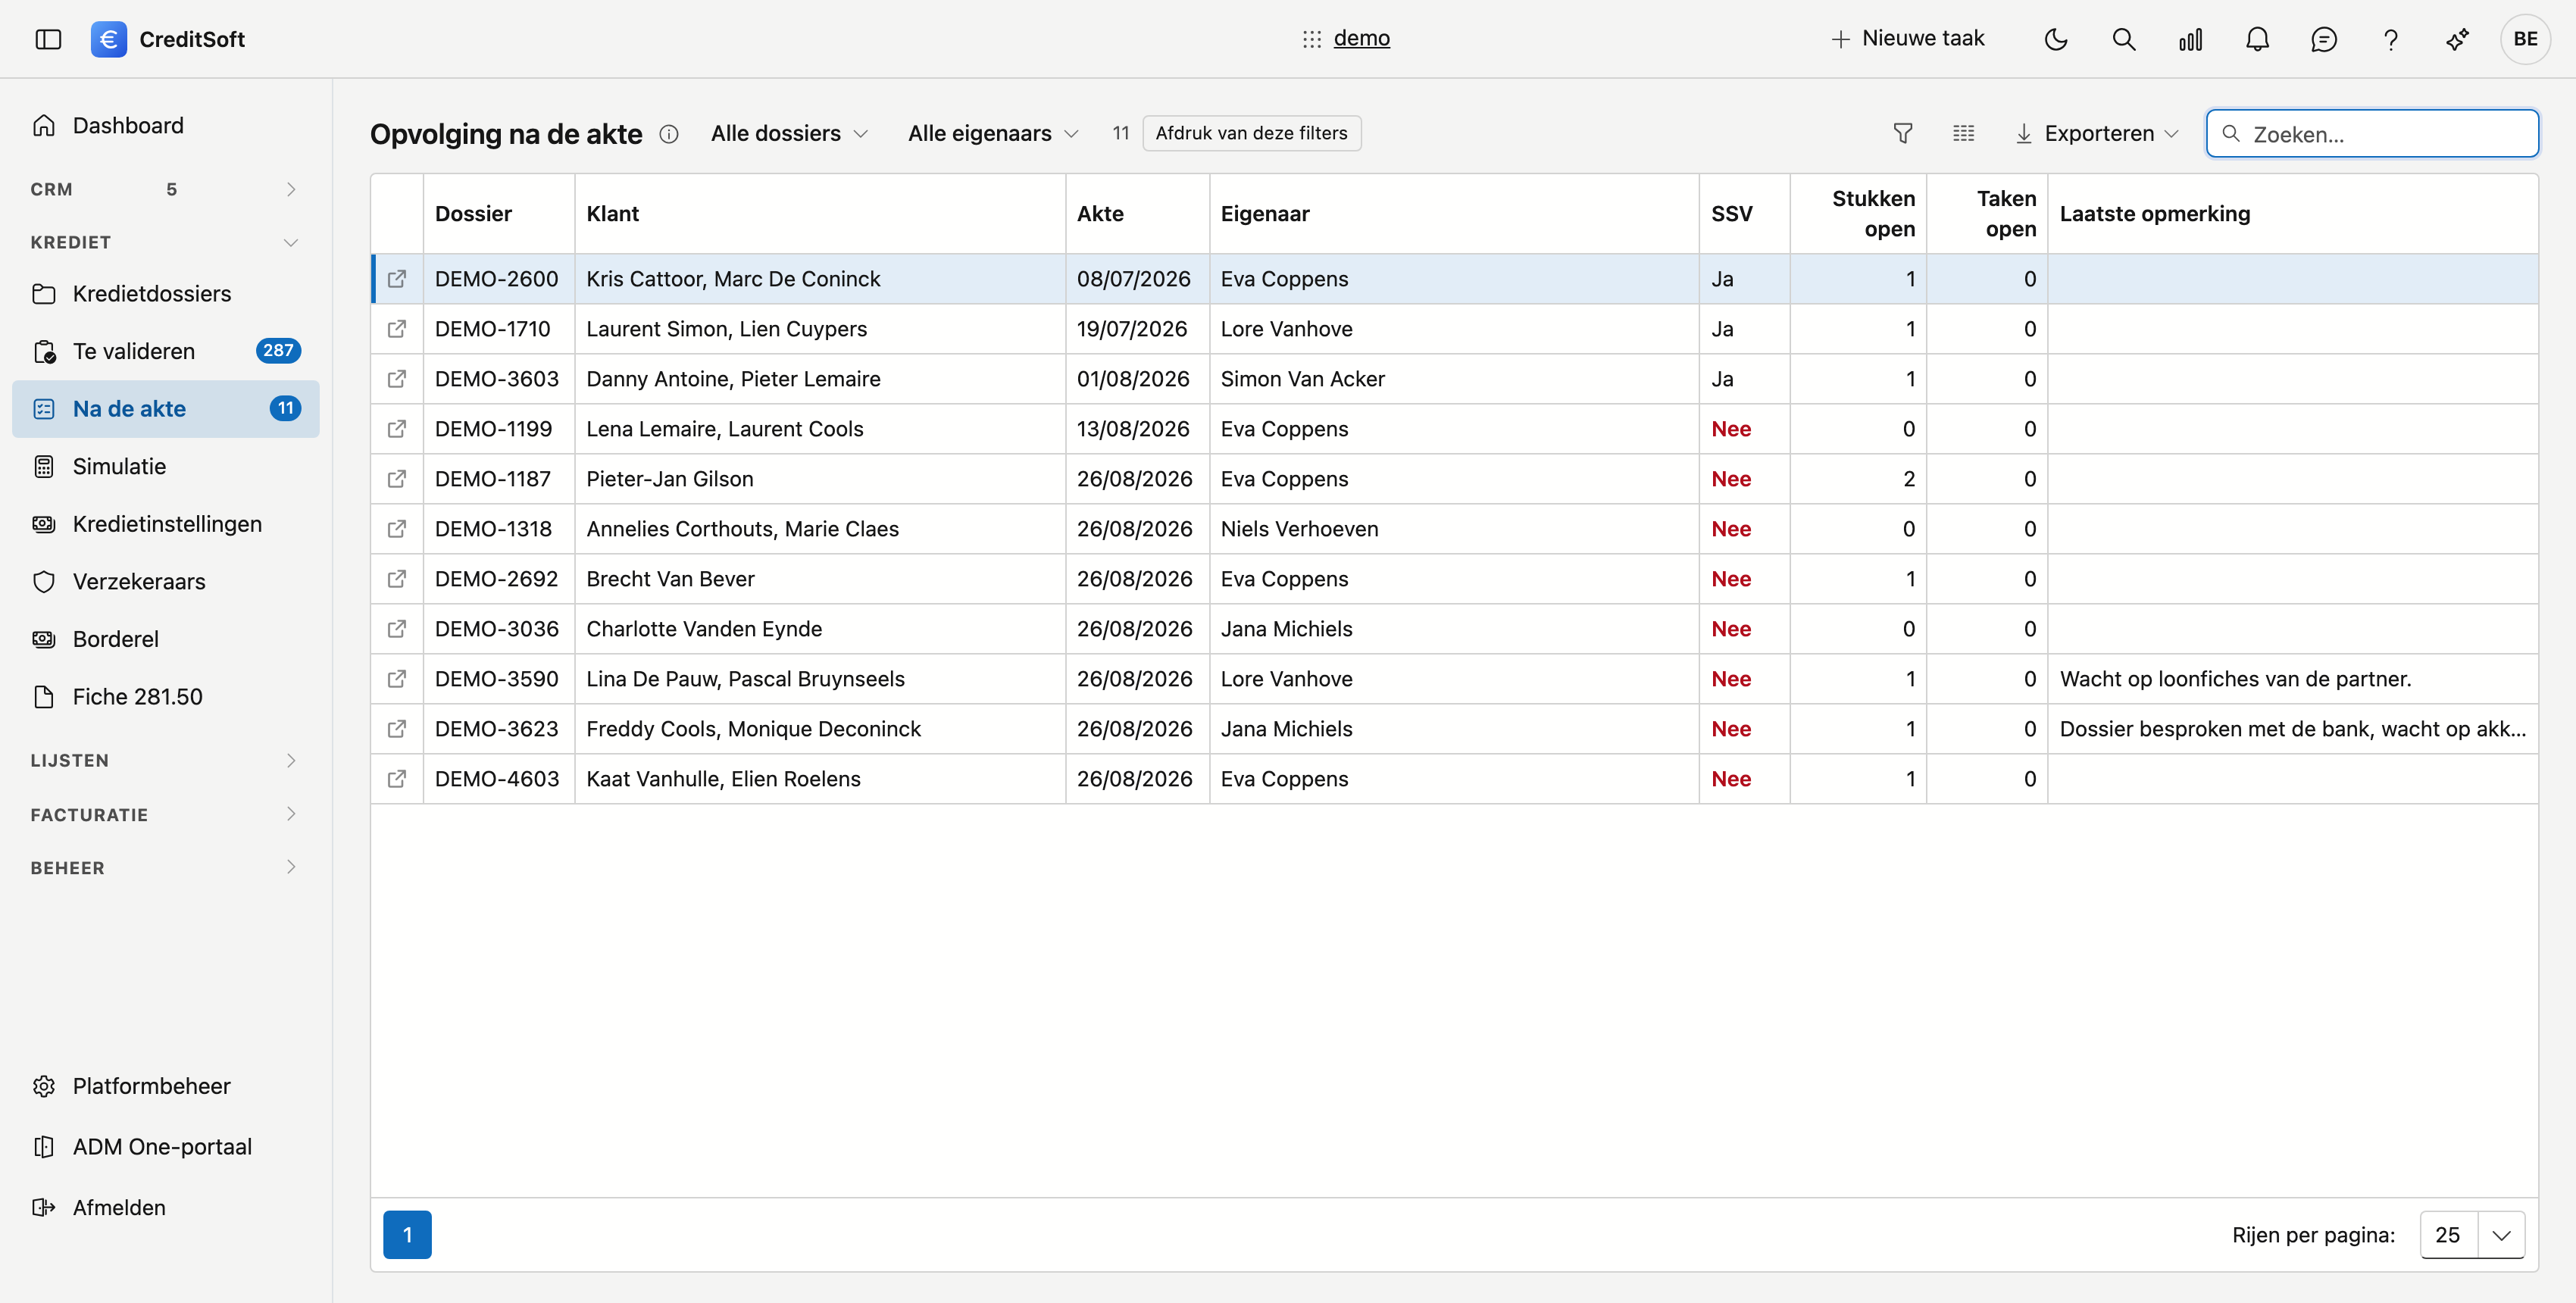 CreditSoft
demo
Nieuwe taak
BE
Dashboard
CRM 5
KREDIET
Kredietdossiers
Te valideren 287
Na de akte 11
Simulatie
Kredietinstellingen
Verzekeraars
Borderel
Fiche 281.50
LIJSTEN
FACTURATIE
BEHEER
Platformbeheer
ADM One-portaal
Afmelden
Opvolging na de akte Alle dossiers Alle eigenaars 11 Afdruk van deze filters Exporteren Zoeken...
Dossier Klant Akte Eigenaar SSV Stukken open Taken open Laatste opmerking
DEMO-2600 Kris Cattoor, Marc De Coninck 08/07/2026 Eva Coppens Ja 1 0
DEMO-1710 Laurent Simon, Lien Cuypers 19/07/2026 Lore Vanhove Ja 1 0
DEMO-3603 Danny Antoine, Pieter Lemaire 01/08/2026 Simon Van Acker Ja 1 0
DEMO-1199 Lena Lemaire, Laurent Cools 13/08/2026 Eva Coppens Nee 0 0
DEMO-1187 Pieter-Jan Gilson 26/08/2026 Eva Coppens Nee 2 0
DEMO-1318 Annelies Corthouts, Marie Claes 26/08/2026 Niels Verhoeven Nee 0 0
DEMO-2692 Brecht Van Bever 26/08/2026 Eva Coppens Nee 1 0
DEMO-3036 Charlotte Vanden Eynde 26/08/2026 Jana Michiels Nee 0 0
DEMO-3590 Lina De Pauw, Pascal Bruynseels 26/08/2026 Lore Vanhove Nee 1 0 Wacht op loonfiches van de partner.
DEMO-3623 Freddy Cools, Monique Deconinck 26/08/2026 Jana Michiels Nee 1 0 Dossier besproken met de bank, wacht op akk...
DEMO-4603 Kaat Vanhulle, Elien Roelens 26/08/2026 Eva Coppens Nee 1 0
1
Rijen per pagina: 25